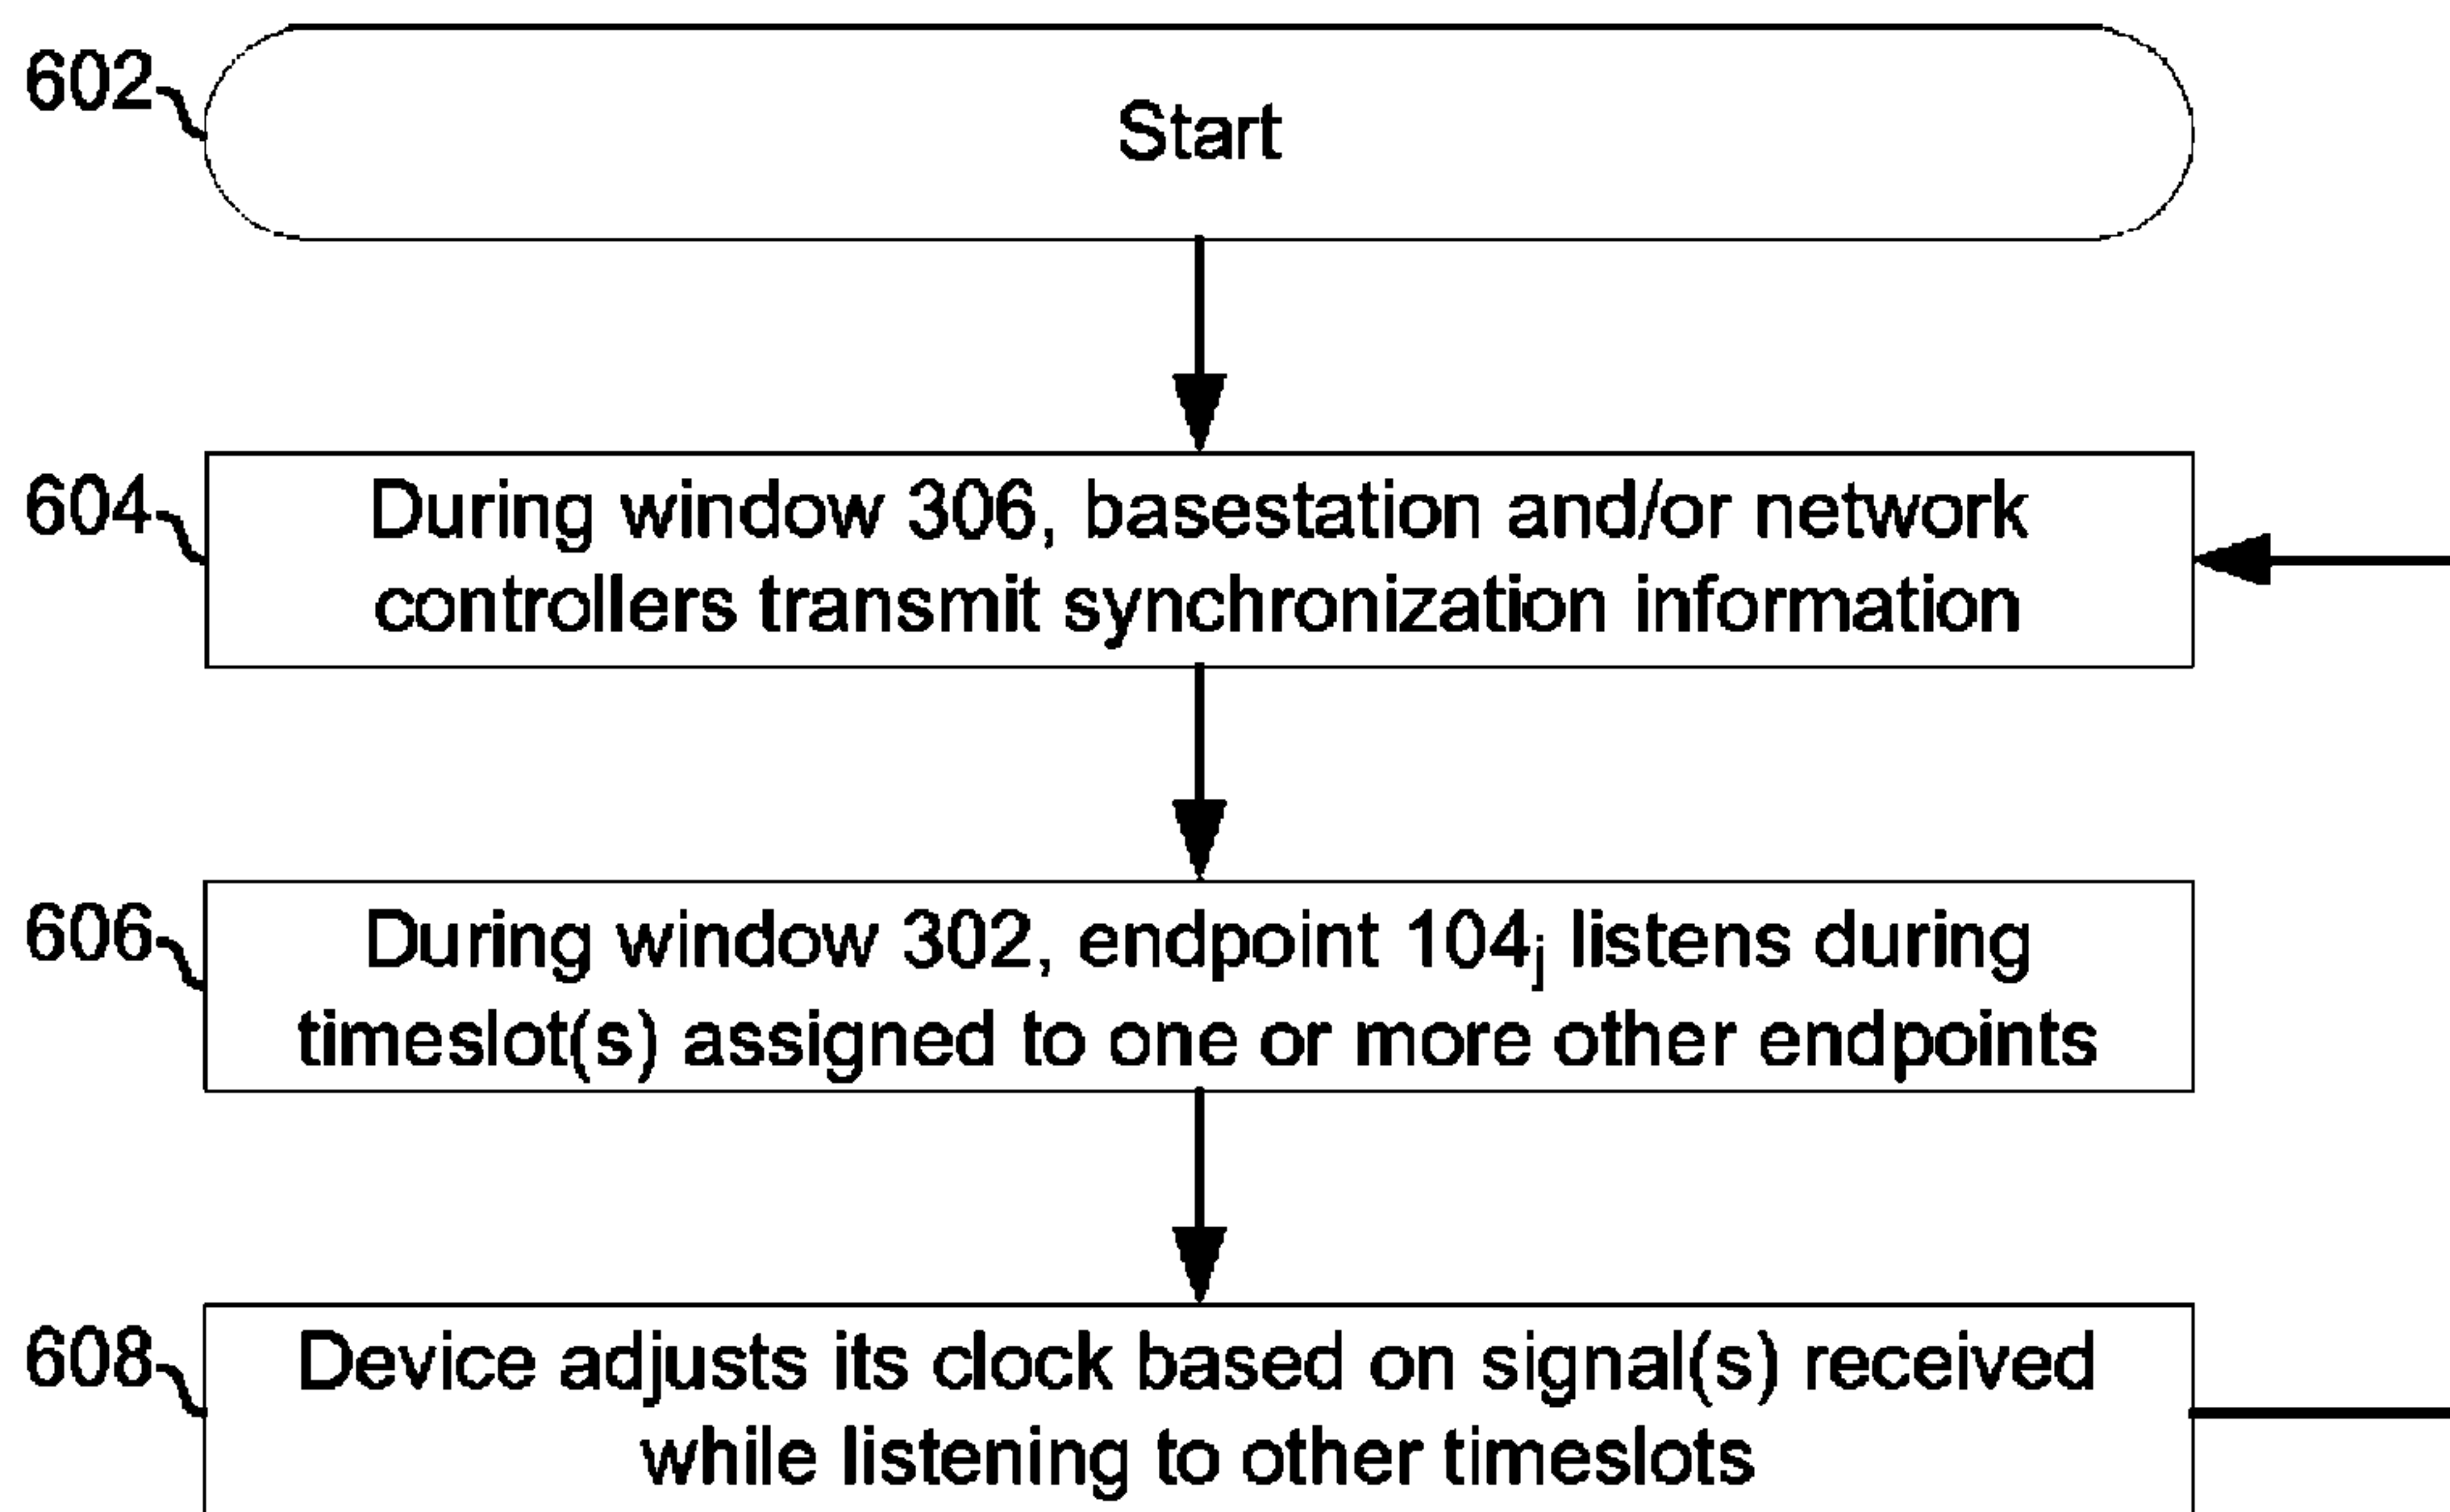 602
Start
604
During window 306, basestation and/or network
controllers transmit synchronization information
606
During window 302, endpoint 104j listens during
timeslot(s) assigned to one or more other endpoints
608
Device adjusts its clock based on signal(s) received
while listening to other timeslots